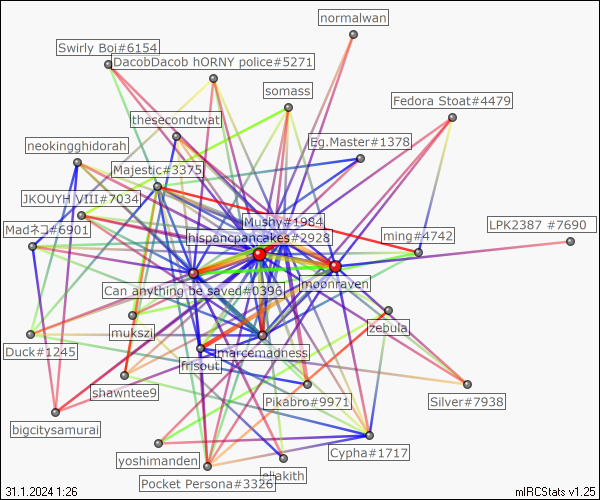 normalwan
Swirly Boi#6154
DacobDacob hORNY police#5271
somass
Fedora Stoat#4479
thesecondtwat
Eg.Master#1378
neokingghidorah
Majestic#3375
JKOUYH VIII#7034
Mushy#1984
LPK2387 #7690
Madネコ#6901
hispancpancakes#2928
ming#4742
Can anything be saved#0396
moonraven
mukszi
zebula
Duck#1245
frisout
marcemadness
shawntee9
Pikabro#9971
Silver#7938
bigcitysamurai
Cypha#1717
yoshimanden
eliakith
Pocket Persona#3326
31.1.2024 1:26
mIRCStats v1.25